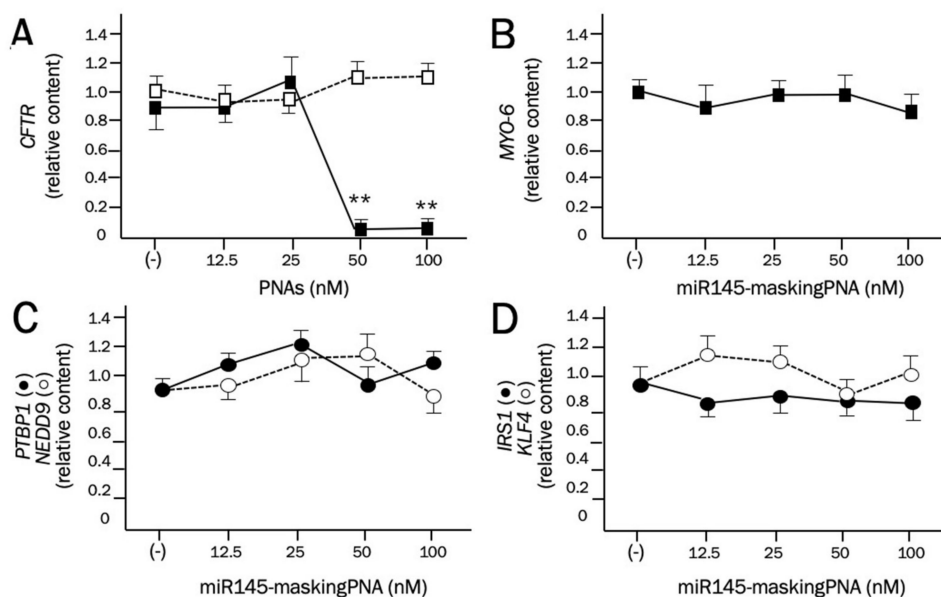 A
CFTR
(relative content)
1.4
1.2
1.0
0.8
0.6
0.4
0.2
0
**
**
(-) 12.5 25 50 100
PNAs (nM)
B
MYO-6
(relative content)
1.4
1.2
1.0
0.8
0.6
0.4
0.2
0
(-) 12.5 25 50 100
miR145-maskingPNA (nM)
C
PTBP1 (●)
NEDD9 (○)
(relative content)
1.4
1.2
1.0
0.8
0.6
0.4
0.2
0
(-) 12.5 25 50 100
miR145-maskingPNA (nM)
D
IRS1 (●)
KLF4 (○)
(relative content)
1.4
1.2
1.0
0.8
0.6
0.4
0.2
0
(-) 12.5 25 50 100
miR145-maskingPNA (nM)